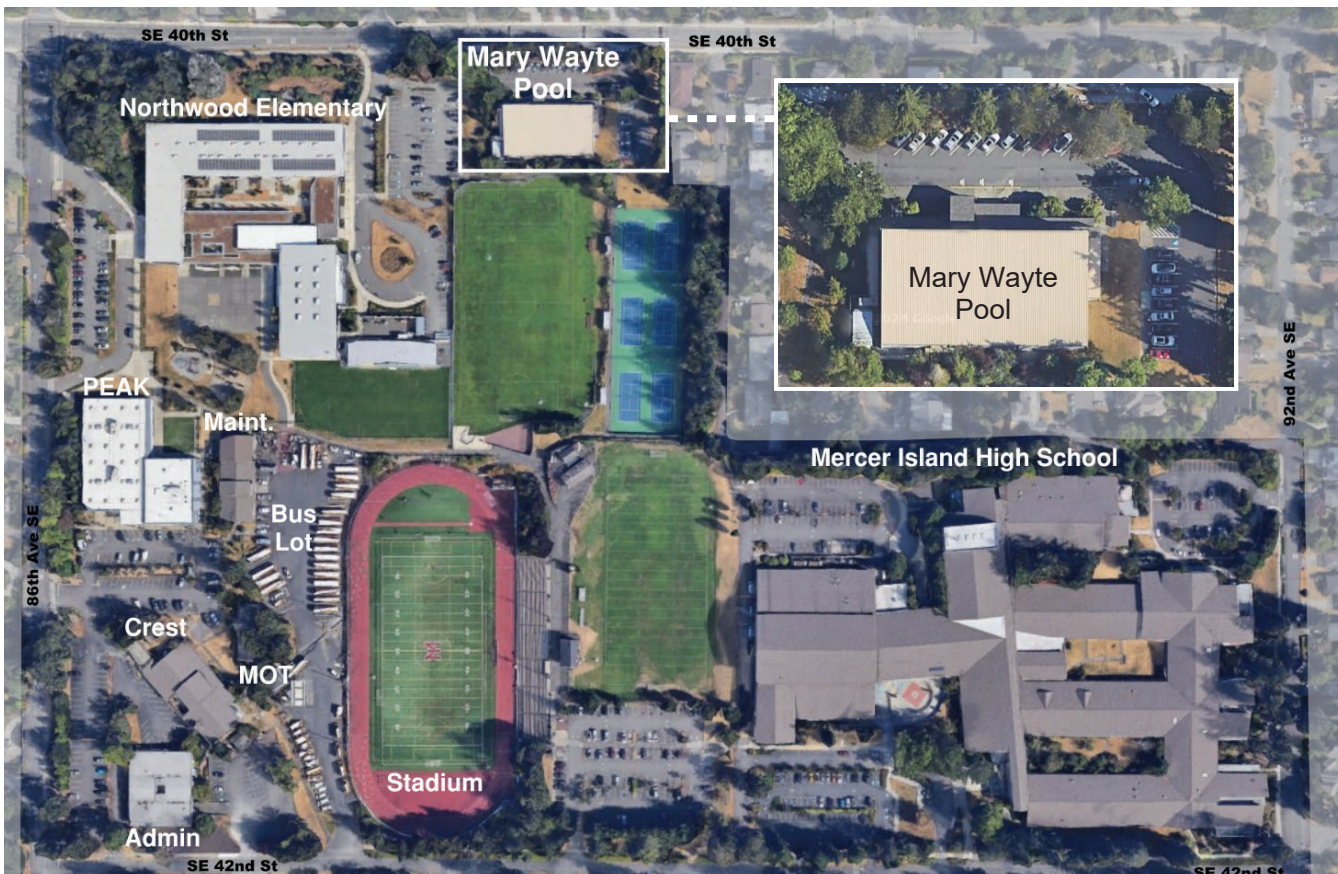 SE 40th St
SE 40th St
Mary Wayte
Pool
Northwood Elementary
Mary Wayte
Pool
PEAK
Maint.
92nd Ave SE
Mercer Island High School
Bus
Lot
86th Ave SE
Crest
MOT
Stadium
Admin
SE 42nd St
SE 42nd St